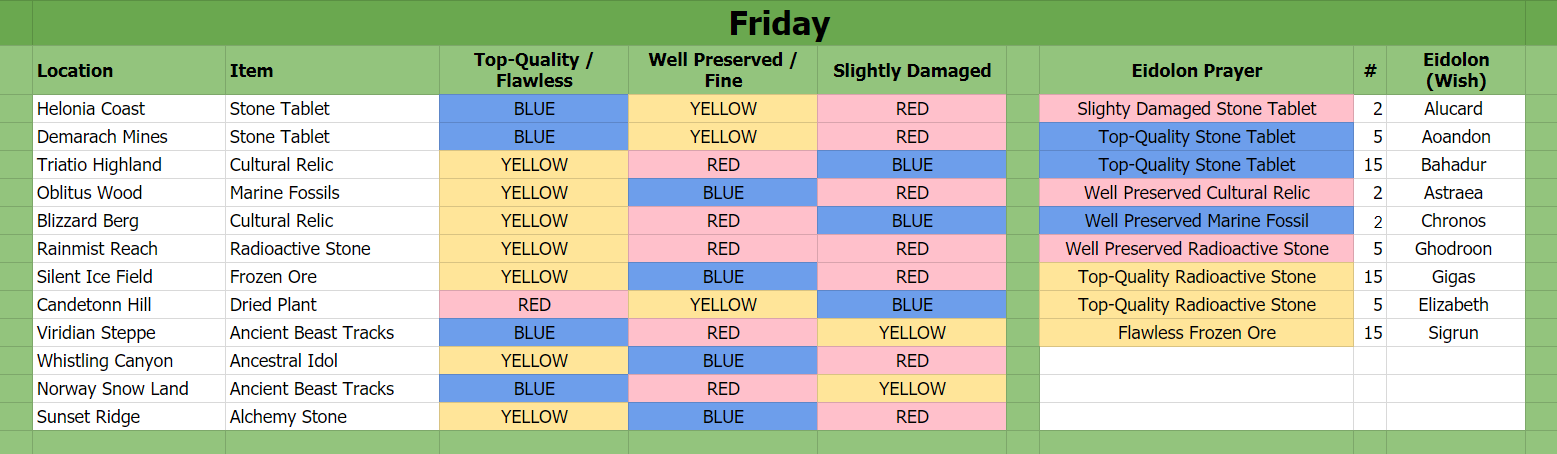 Friday
Location Item Top-Quality / Flawless Well Preserved / Fine Slightly Damaged Eidolon Prayer # Eidolon (Wish)
Helonia Coast Stone Tablet BLUE YELLOW RED Slighty Damaged Stone Tablet 2 Alucard
Demarach Mines Stone Tablet BLUE YELLOW RED Top-Quality Stone Tablet 5 Aoandon
Triatio Highland Cultural Relic YELLOW RED BLUE Top-Quality Stone Tablet 15 Bahadur
Oblitus Wood Marine Fossils YELLOW BLUE RED Well Preserved Cultural Relic 2 Astraea
Blizzard Berg Cultural Relic YELLOW RED BLUE Well Preserved Marine Fossil 2 Chronos
Rainmist Reach Radioactive Stone YELLOW RED RED Well Preserved Radioactive Stone 5 Ghodroon
Silent Ice Field Frozen Ore YELLOW BLUE RED Top-Quality Radioactive Stone 15 Gigas
Candetonn Hill Dried Plant RED YELLOW BLUE Top-Quality Radioactive Stone 5 Elizabeth
Viridian Steppe Ancient Beast Tracks BLUE RED YELLOW Flawless Frozen Ore 15 Sigrun
Whistling Canyon Ancestral Idol YELLOW BLUE RED
Norway Snow Land Ancient Beast Tracks BLUE RED YELLOW
Sunset Ridge Alchemy Stone YELLOW BLUE RED